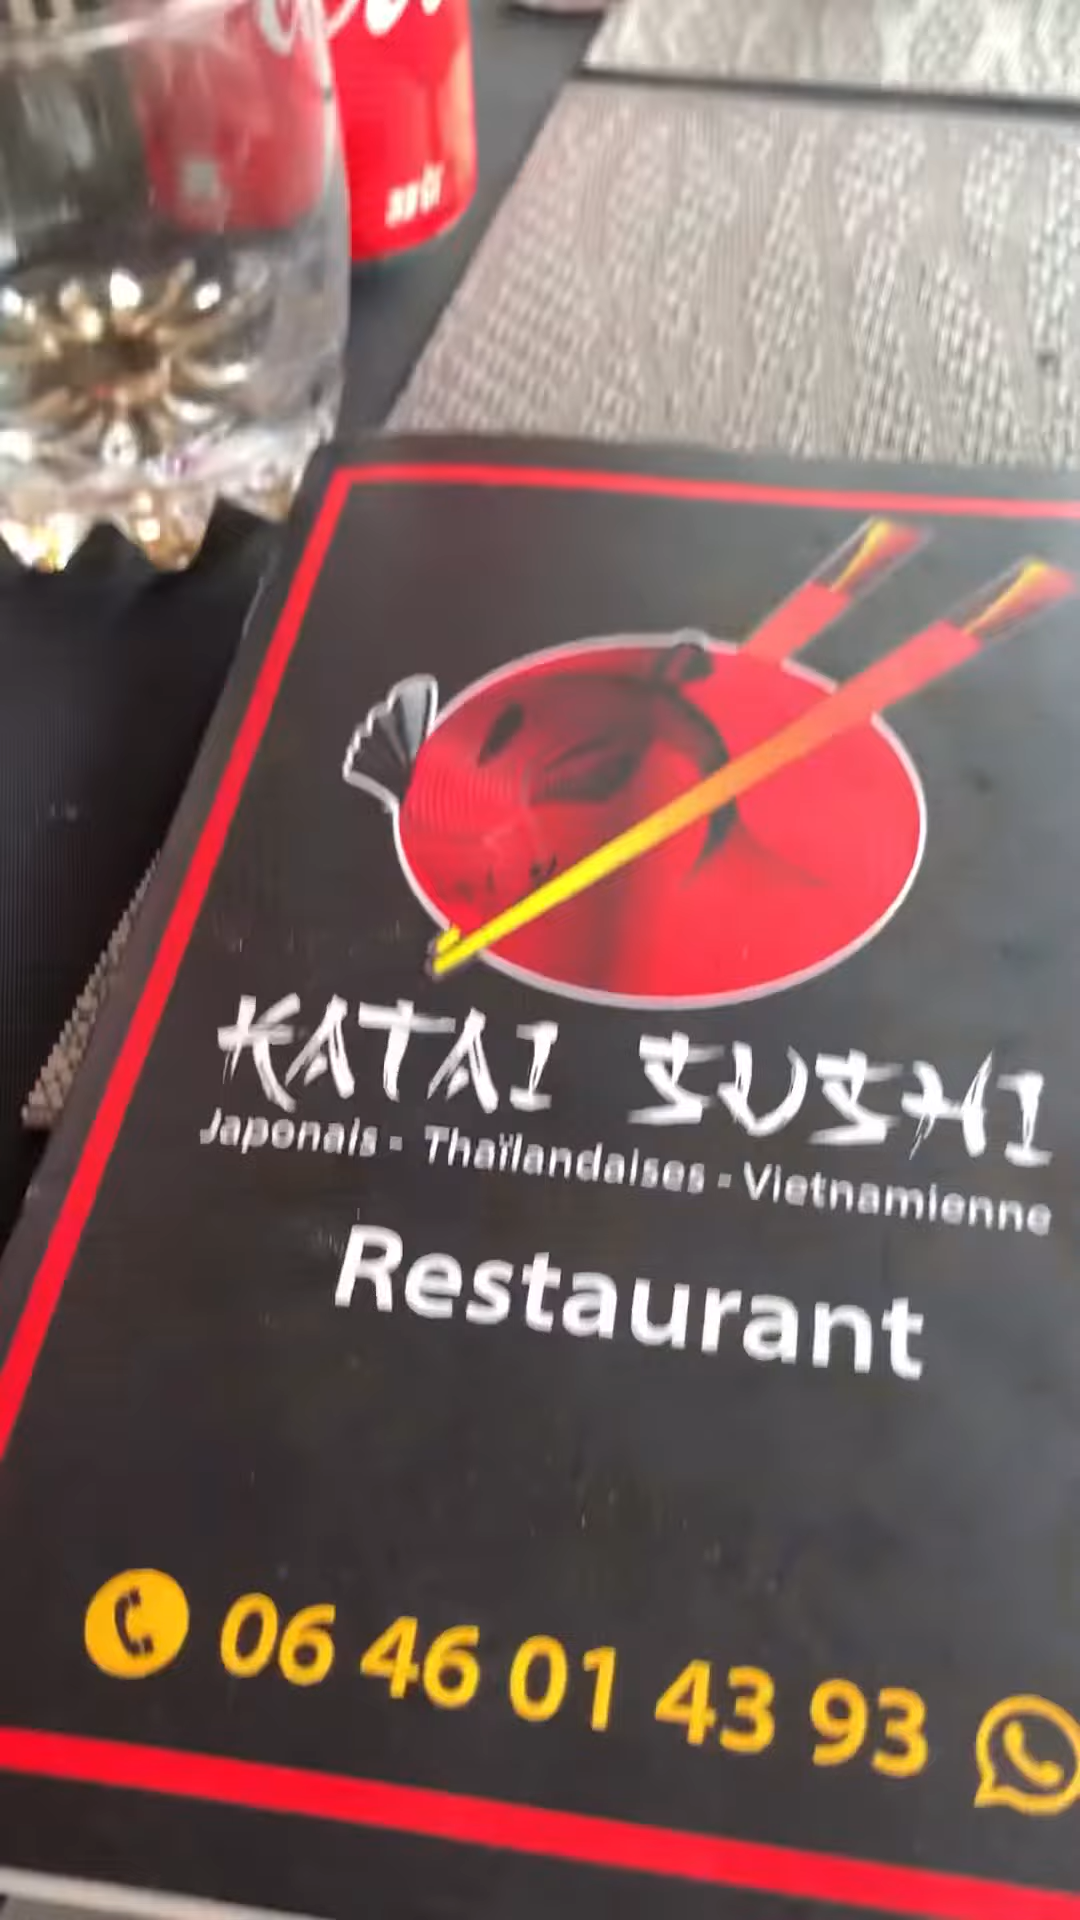 KATAI SUSHI
Japonais - Thaïlandaises - Vietnamienne
Restaurant
06 46 01 43 93